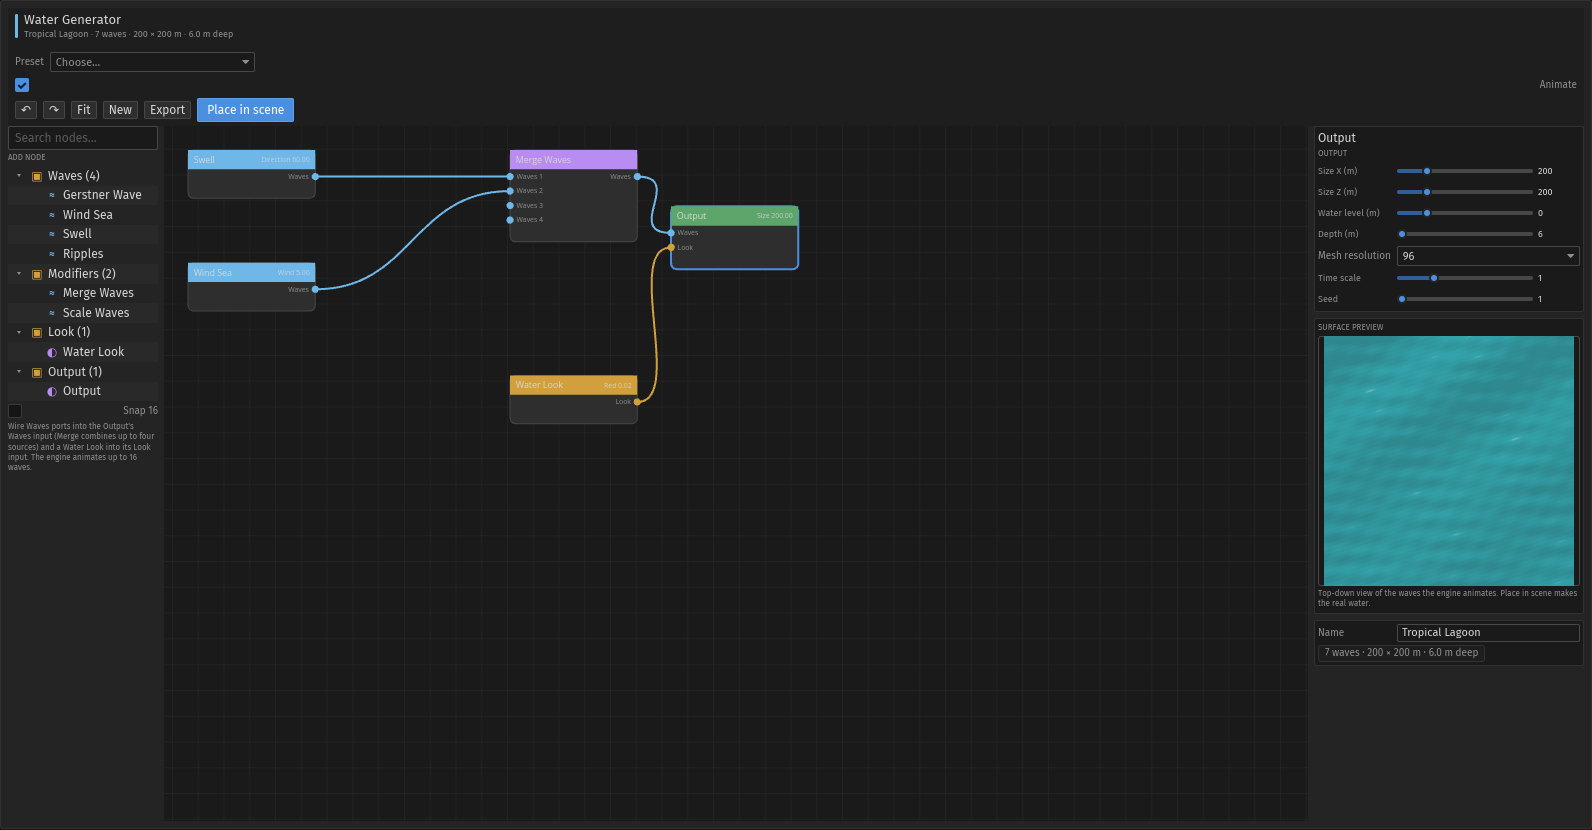 Water Generator
Tropical Lagoon · 7 waves · 200 × 200 m · 6.0 m deep
Preset
Choose...
Animate
Fit
New
Export
Place in scene
Search nodes...
ADD NODE
Waves (4)
Gerstner Wave
Wind Sea
Swell
Ripples
Modifiers (2)
Merge Waves
Scale Waves
Look (1)
Water Look
Output (1)
Output
Snap 16
Wire Waves ports into the Output's
Waves input (Merge combines up to four
sources) and a Water Look into its Look
input. The engine animates up to 16
waves.
Swell
Direction 80.00
Waves
Wind Sea
Wind 5.00
Waves
Merge Waves
Waves 1
Waves
Waves 2
Waves 3
Waves 4
Output
Size 200.00
Waves
Look
Water Look
Red 0.02
Look
Output
OUTPUT
Size X (m)
200
Size Z (m)
200
Water level (m)
0
Depth (m)
6
Mesh resolution
96
Time scale
1
Seed
1
SURFACE PREVIEW
Top-down view of the waves the engine animates. Place in scene makes
the real water.
Name
Tropical Lagoon
7 waves · 200 × 200 m · 6.0 m deep